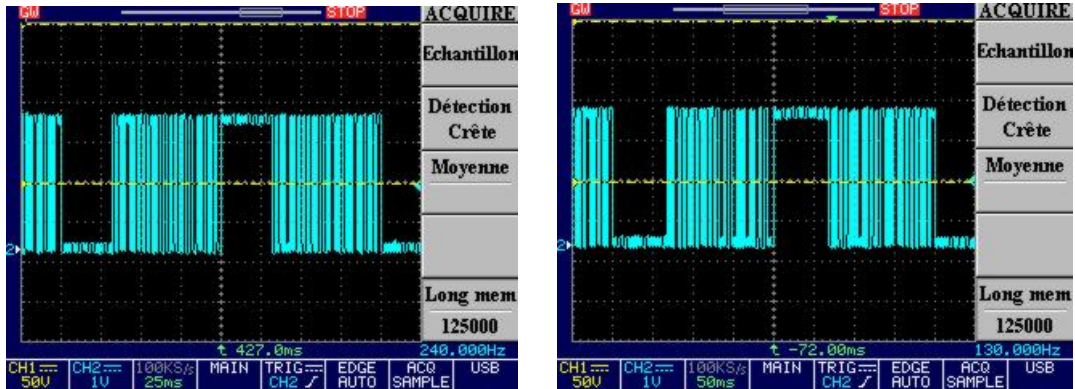 GW STOP ACQUIRE
Echantillon
Détection
Crête
Moyenne
2
Long mem
125000
427.0ms 240.000Hz
CH1 CH2 100KS/s MAIN TRIG EDGE ACQ USB
50V 1V 25ms CH2 AUTO SAMPLE
GW STOP ACQUIRE
Echantillon
Détection
Crête
Moyenne
2
Long mem
125000
-72.00ms 130.000Hz
CH1 CH2 100KS/s MAIN TRIG EDGE ACQ USB
50V 1V 50ms CH2 AUTO SAMPLE